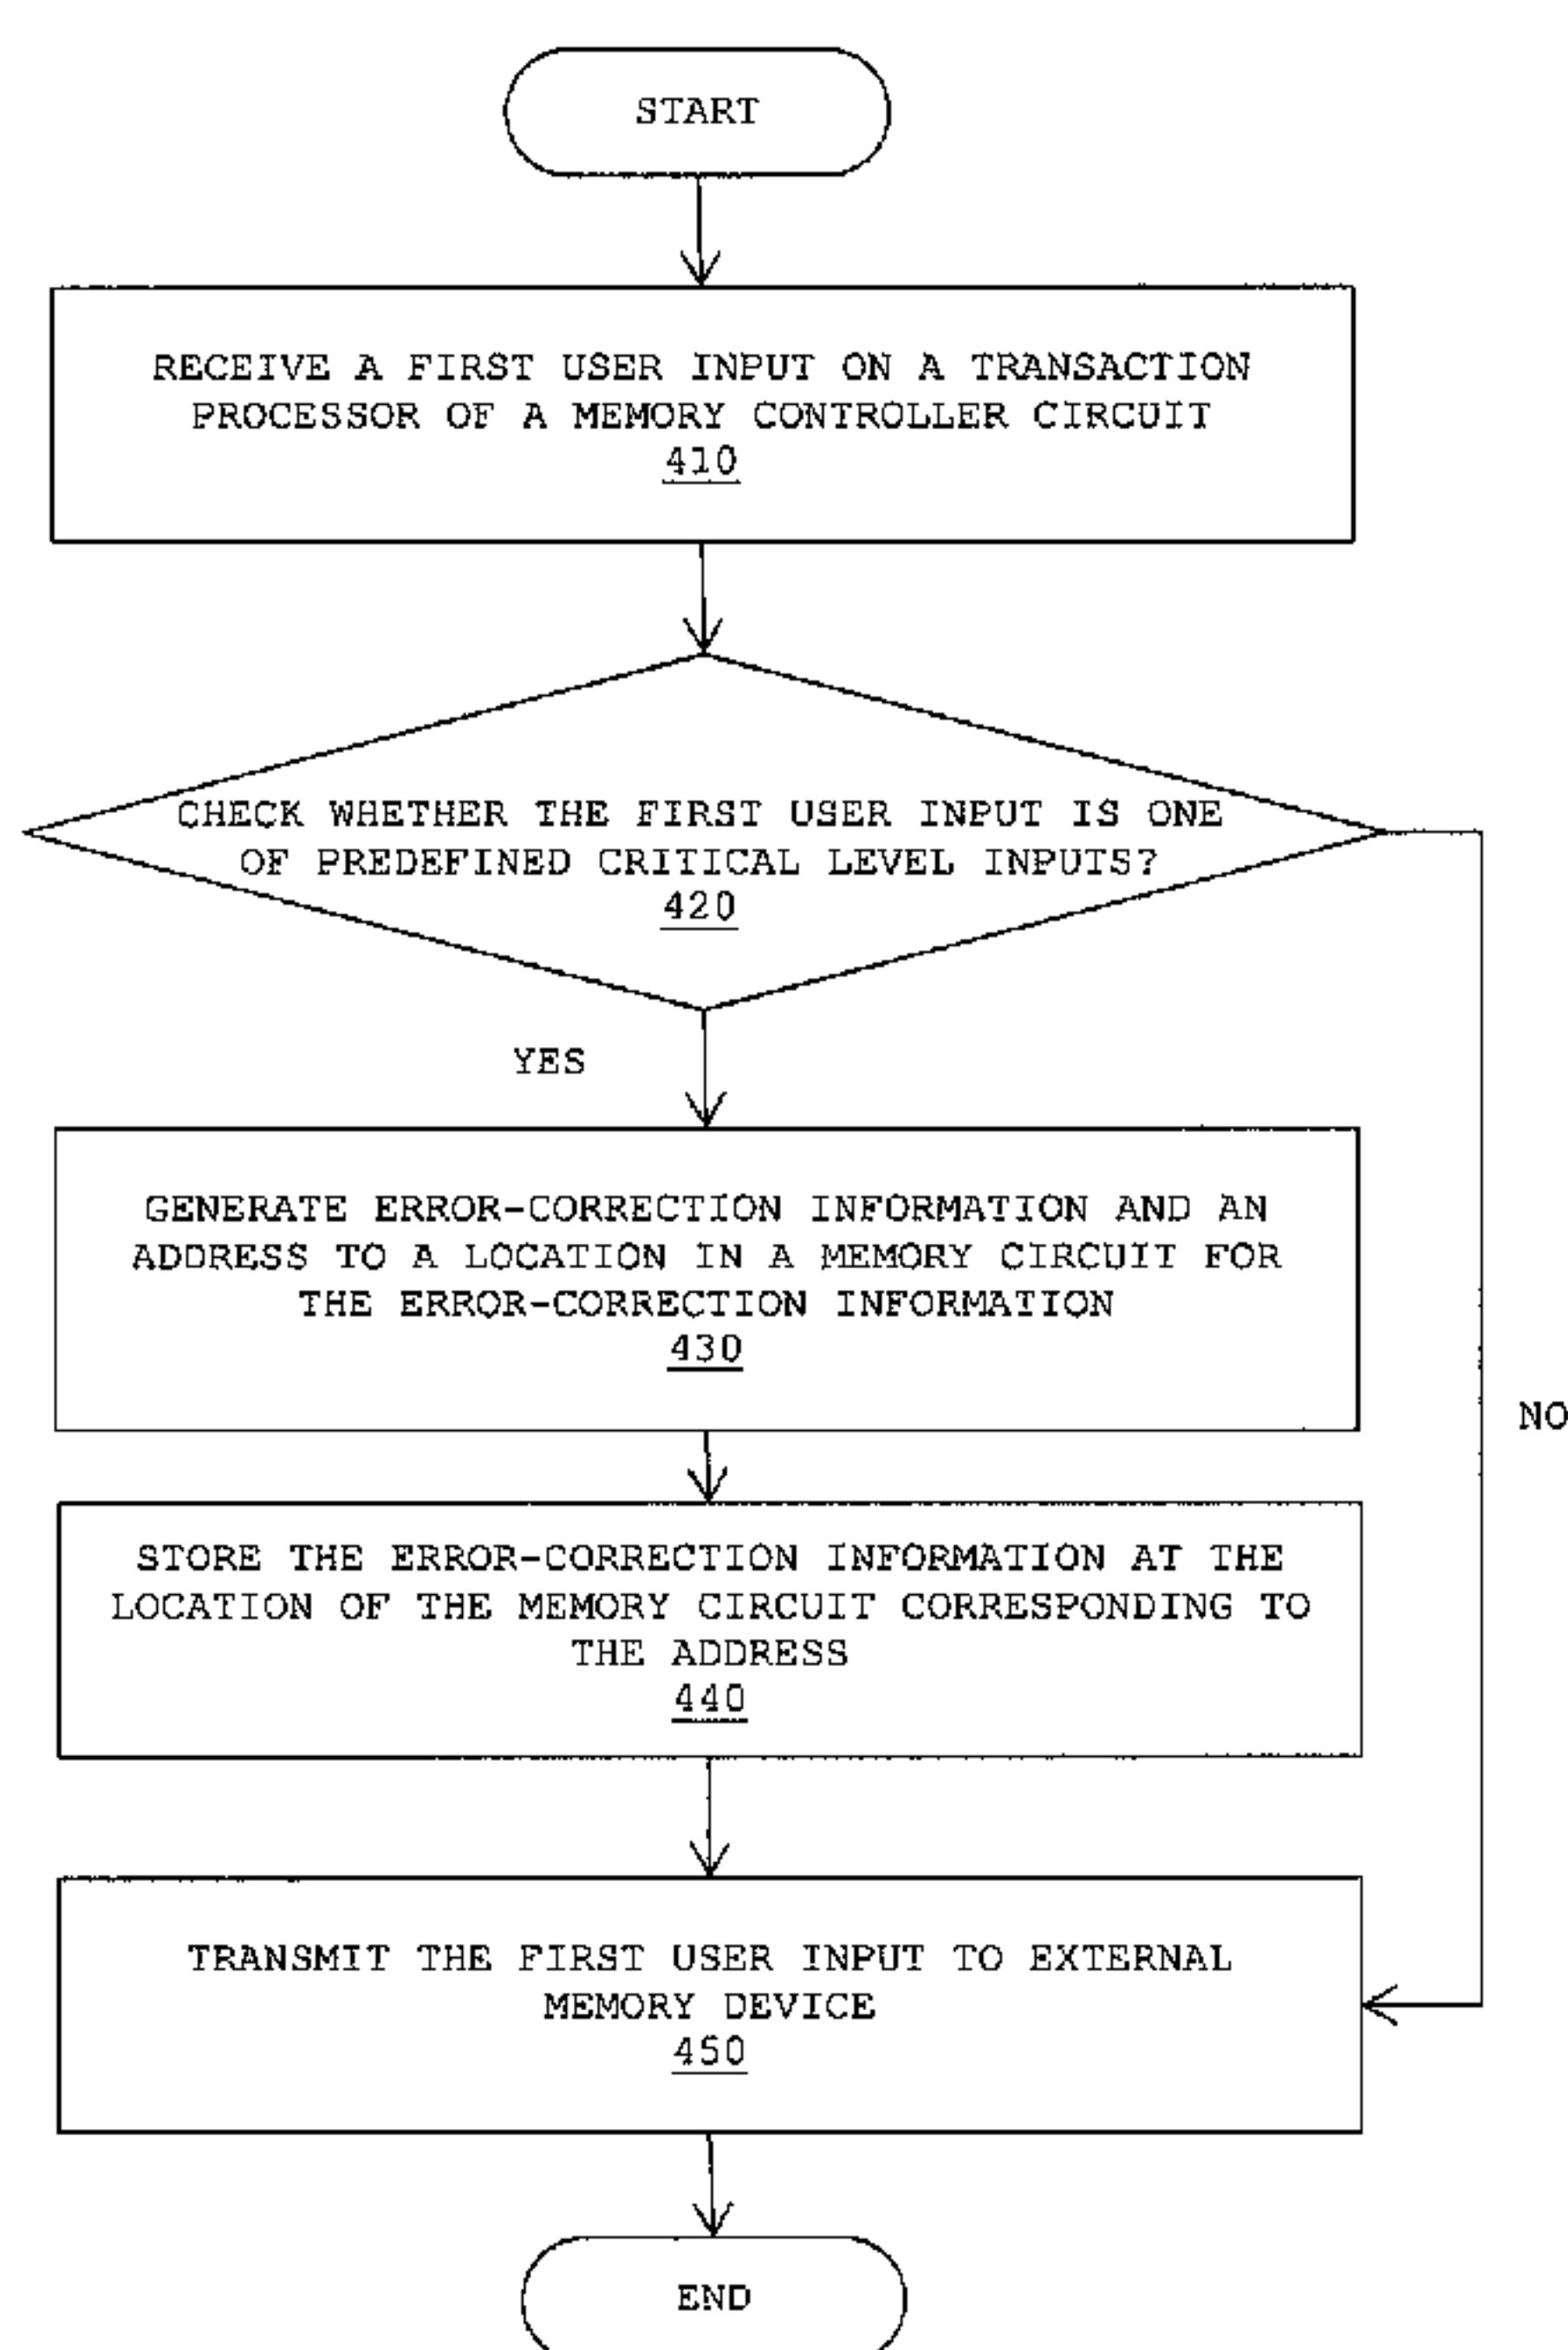 START
RECEIVE A FIRST USER INPUT ON A TRANSACTION
PROCESSOR OF A MEMORY CONTROLLER CIRCUIT
410
CHECK WHETHER THE FIRST USER INPUT IS ONE
OF PREDEFINED CRITICAL LEVEL INPUTS?
420
YES
GENERATE ERROR-CORRECTION INFORMATION AND AN
ADDRESS TO A LOCATION IN A MEMORY CIRCUIT FOR
THE ERROR-CORRECTION INFORMATION
430
NO
STORE THE ERROR-CORRECTION INFORMATION AT THE
LOCATION OF THE MEMORY CIRCUIT CORRESPONDING TO
THE ADDRESS
440
TRANSMIT THE FIRST USER INPUT TO EXTERNAL
MEMORY DEVICE
450
END